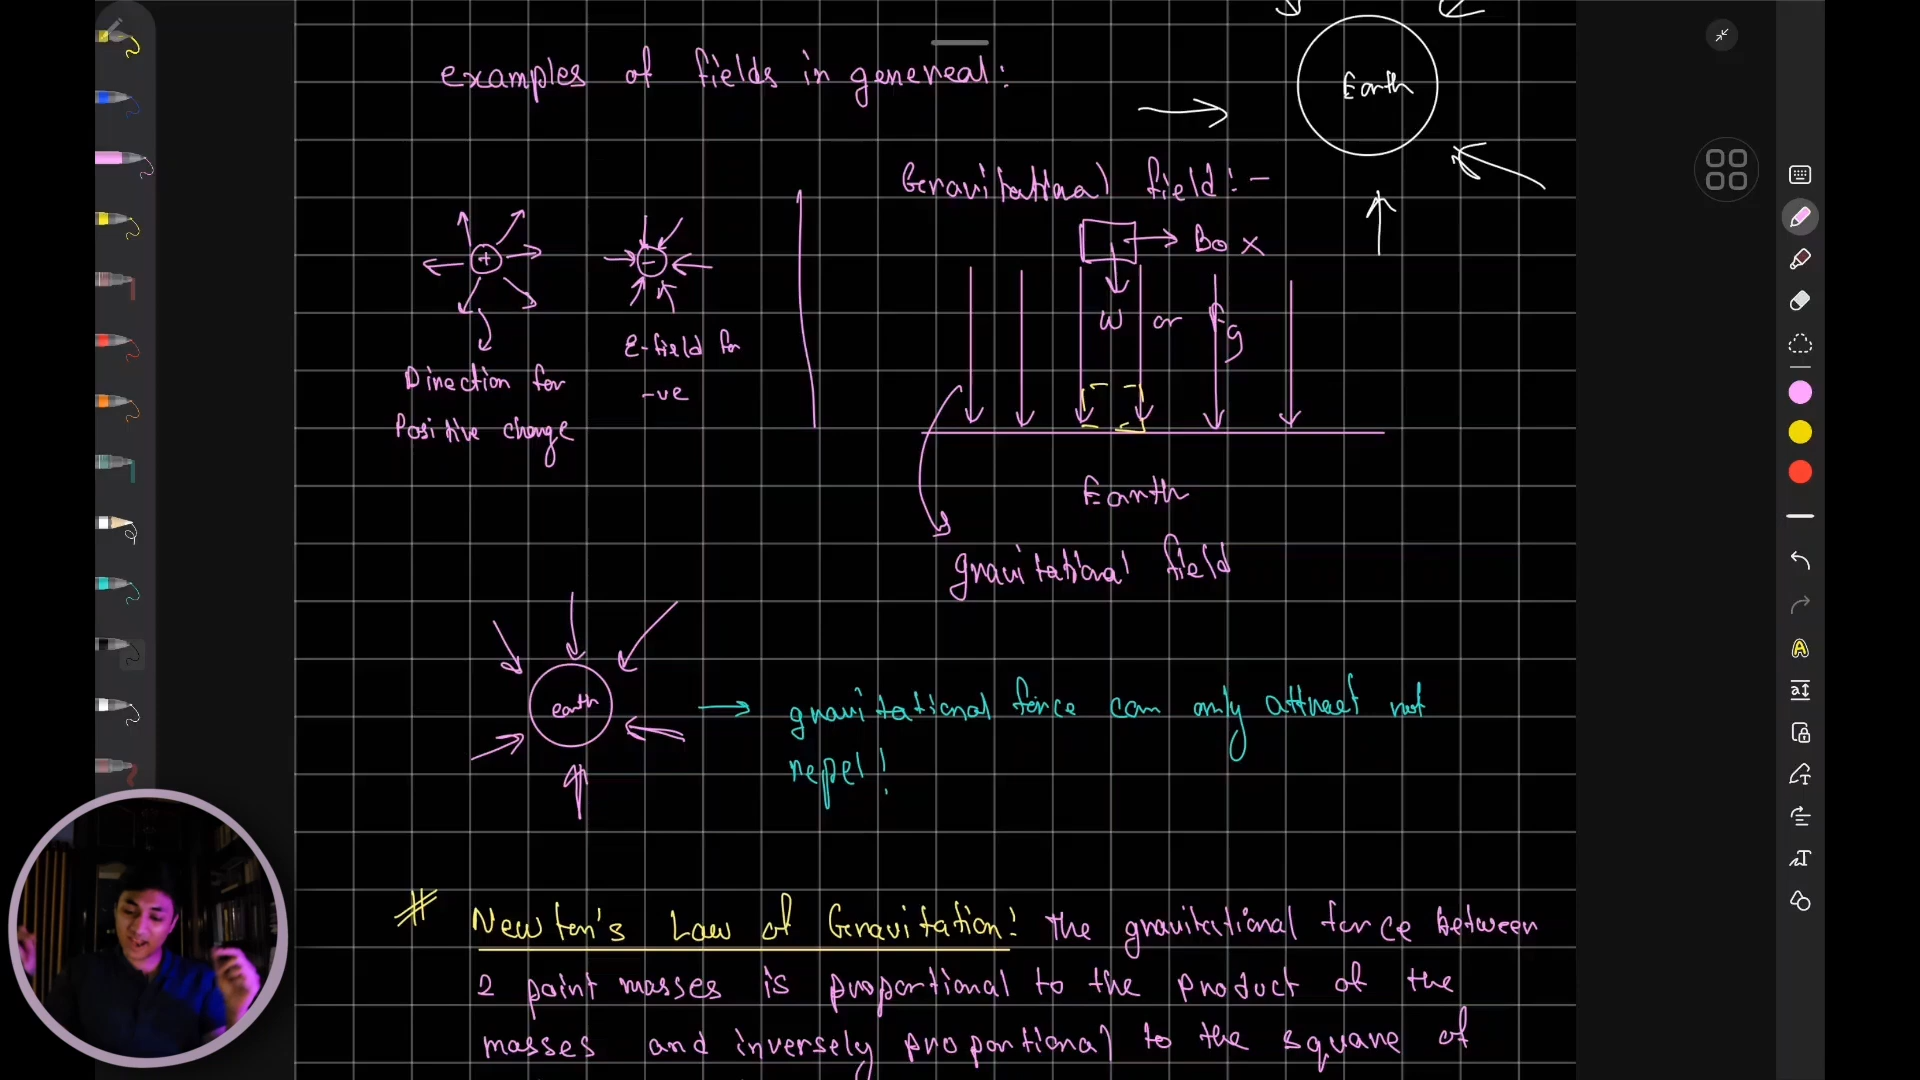 examples of fields in genereal:
Earth
Gravitational field:-
Box
+
-
W or Fg
E-field for
-ve
Direction for
Positive charge
Earth
gravitational field
earth
gravitational force can only attract not
repel!
# Newton's Law of Gravitation: The gravitational force between
2 point masses is proportional to the product of the
masses and inversely proportional to the square of